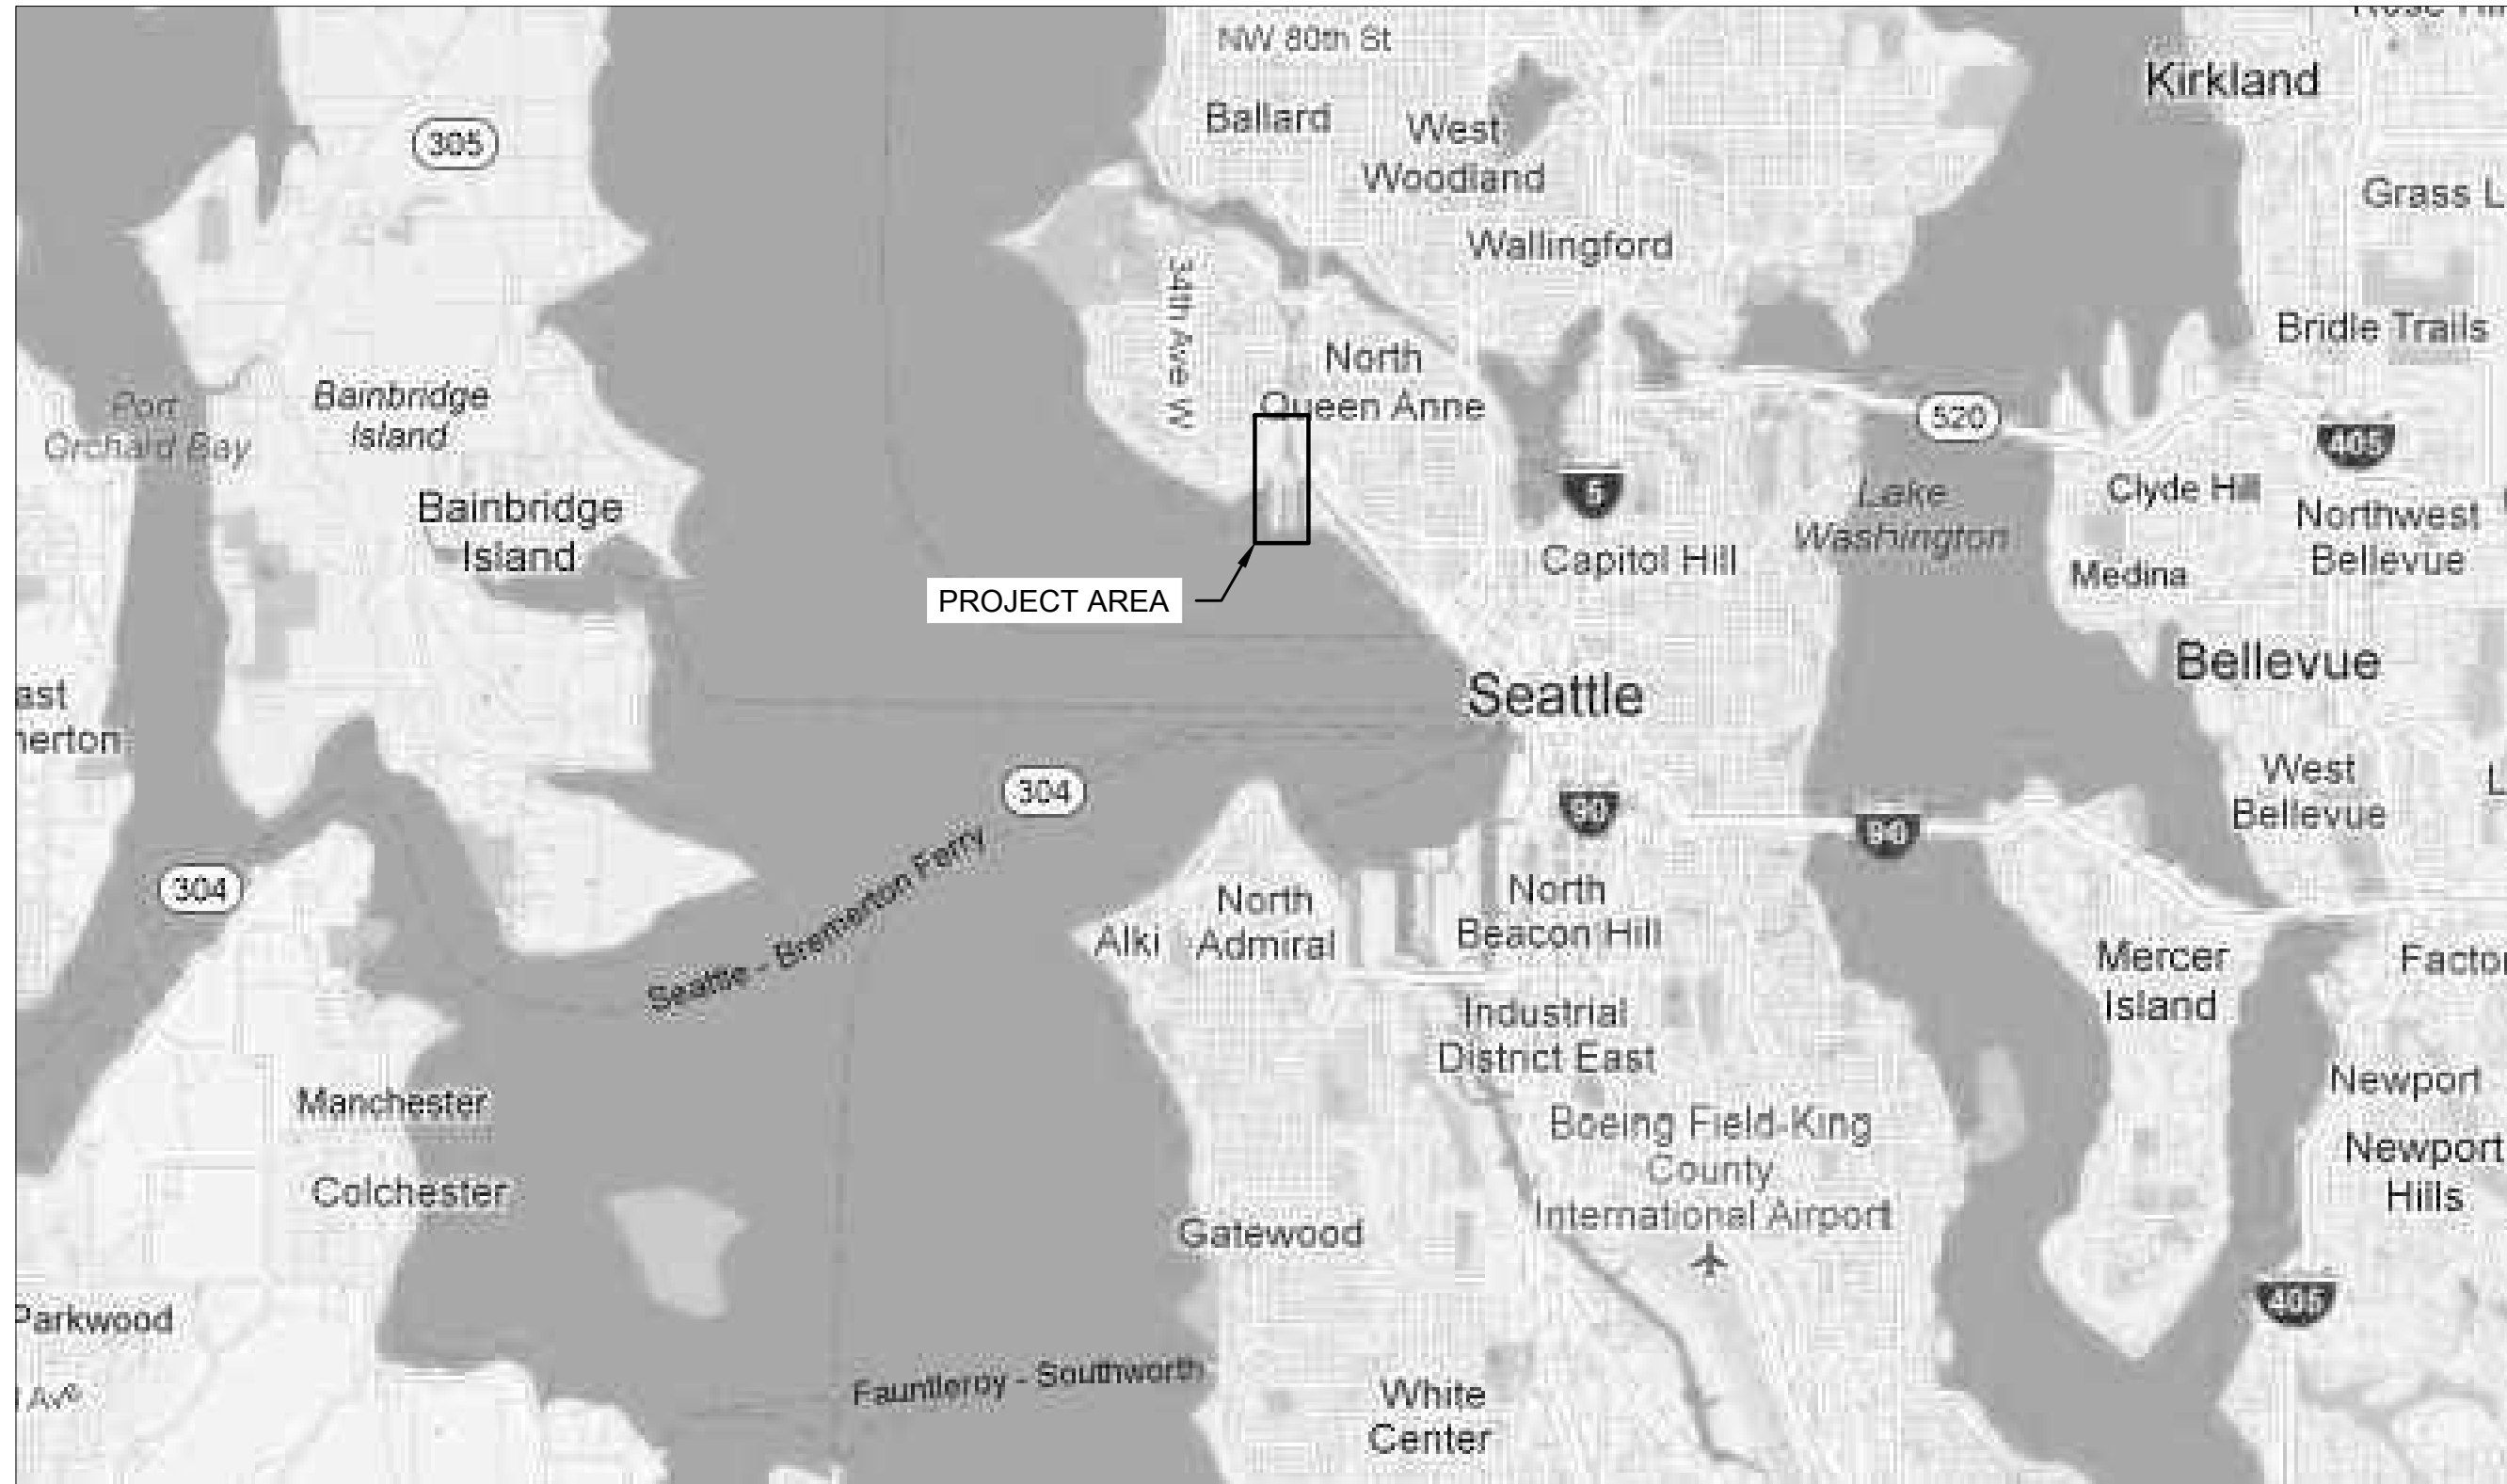 NW 80th St
Kirkland
Ballard
West
Woodland
305
Grass L
Wallingford
34th Ave W
Bridle Trails
North
Queen Anne
Bainbridge
Island
Port
Orchard Bay
520
405
Clyde Hill
5
Lake
Washington
Bainbridge
Island
Northwest
Bellevue
Capitol Hill
Medina
PROJECT AREA
Bellevue
Seattle
ast
nerton
West
Bellevue
L
304
90
90
Seattle - Bremerton Ferry
304
North
Admiral
Alki
North
Beacon Hill
Mercer
Island
Factor
Industrial
District East
Newport
Manchester
Boeing Field-King
County
International Airport
Newport
Hills
Colchester
Gatewood
405
Parkwood
Fauntleroy - Southworth
White
Center